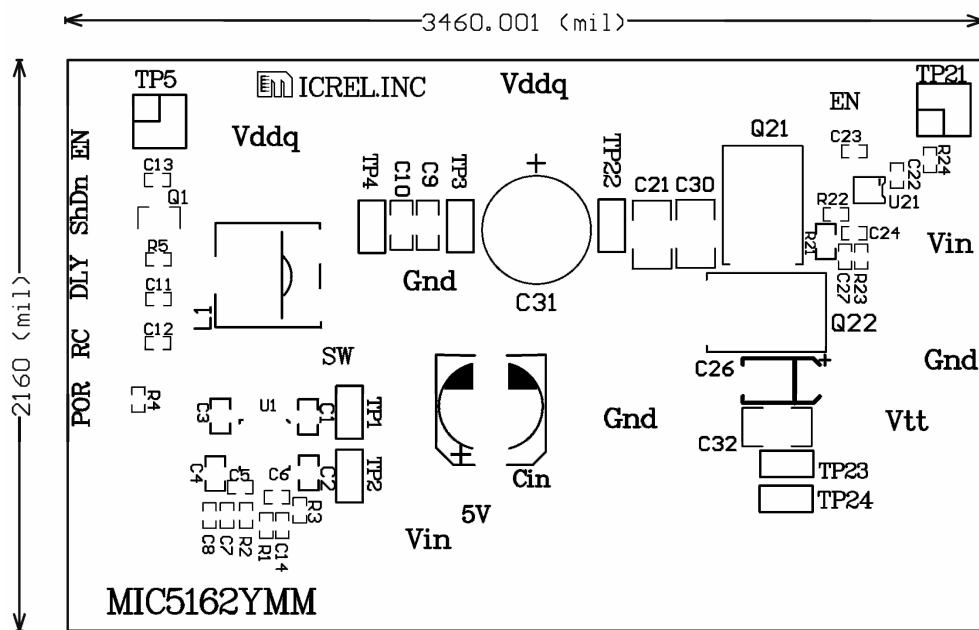 3460.001 (mil)
2160 (mil)
TP5
ICREL.INC
Vddq
TP21
EN
Vddq
Q21
C23
EN
C13
TP4
C10
C9
TP3
TP22
C21
C30
R24
C22
U21
ShDn
Q1
R22
C24
Vin
R21
R5
Gnd
C27
R23
DLY
C11
C31
L1
Q22
RC
C12
SW
C26
Gnd
POR
R4
C3
U1
C1
TP1
Gnd
Vtt
C32
C4
C5
C6
C2
TP2
Cin
TP23
TP24
C8
C7
R2
R1
C14
R3
5V
Vin
MIC5162YMM